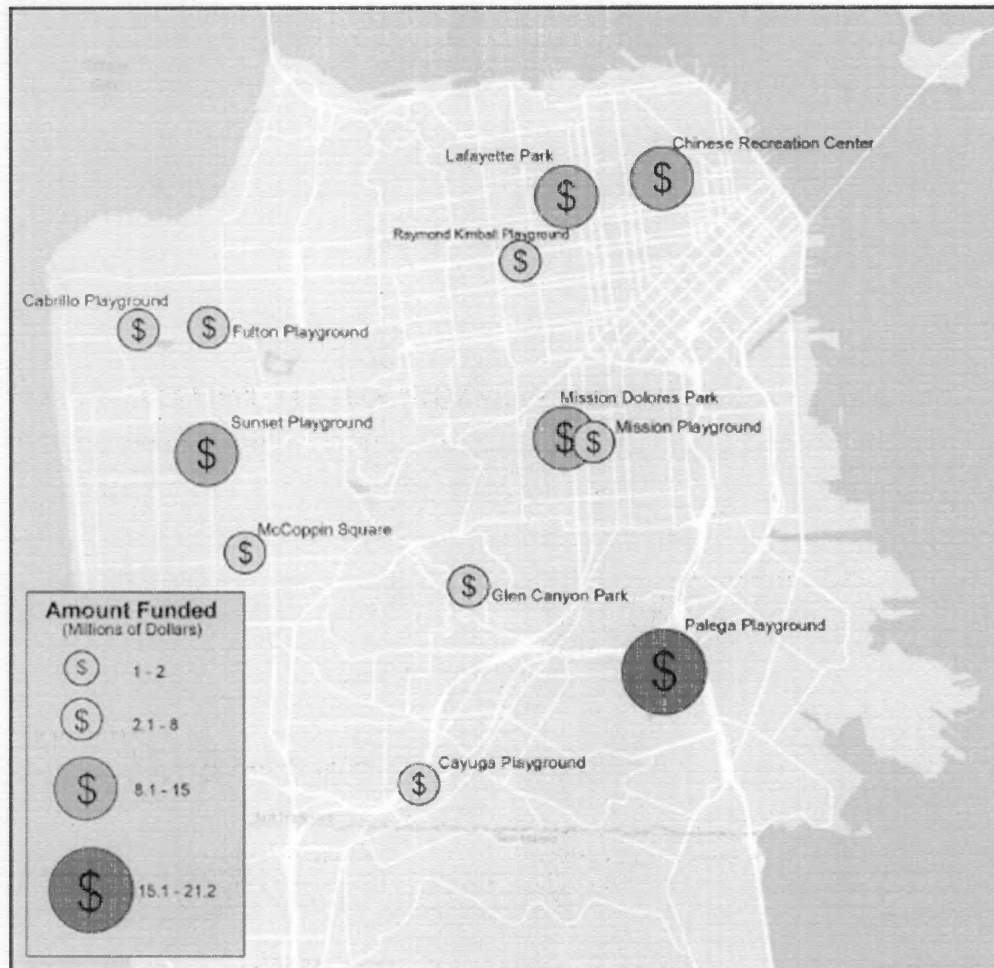 Chinese Recreation Center
Lafayette Park
$
$
Raymond Kimball Playground
$
Cabrillo Playground
$
$
Fulton Playground
Mission Dolores Park
Sunset Playground
Mission Playground
$
$
$
McCoppin Square
$
$
Glen Canyon Park
Amount Funded
(Millions of Dollars)
$ 1 - 2
$ 2.1 - 8
$ 8.1 - 15
$ 15.1 - 21.2
Palega Playground
$
Cayuga Playground
$